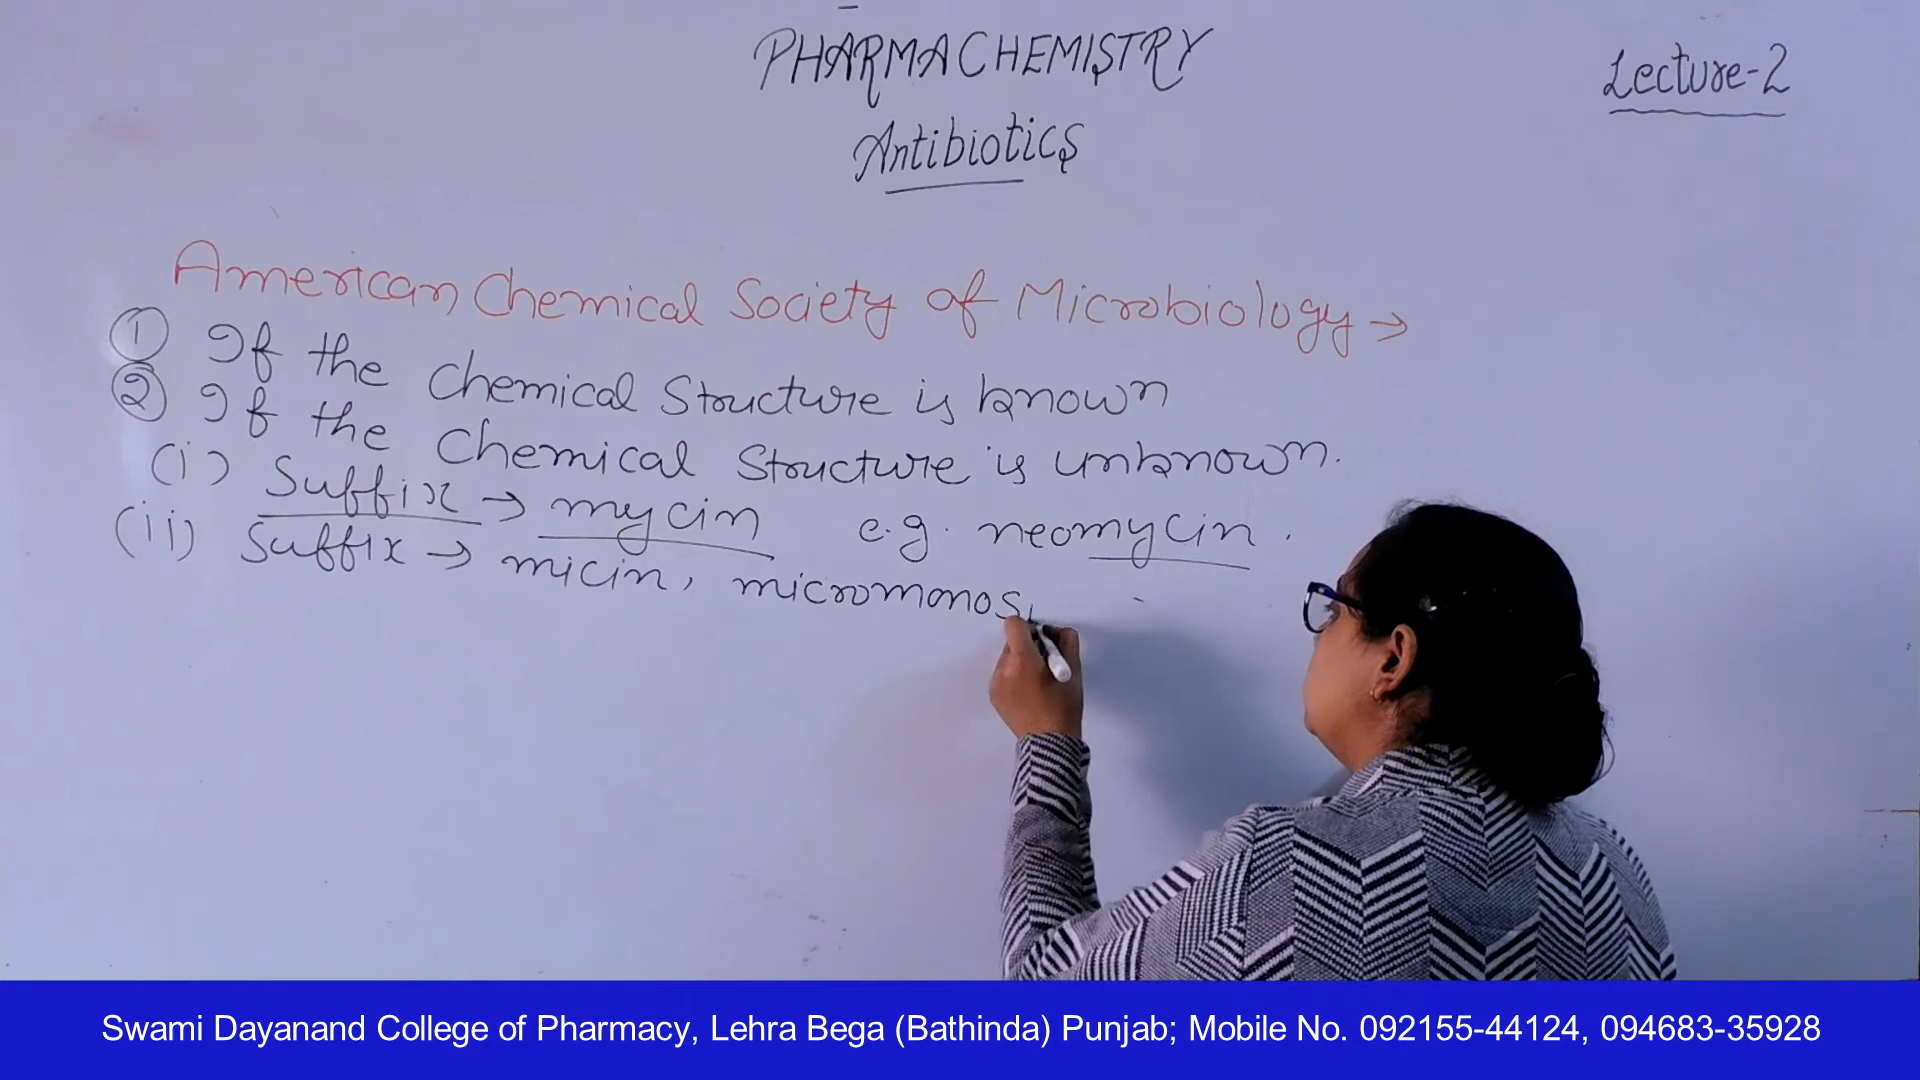 PHARMACHEMISTRY
Lecture-2
Antibiotics
American Chemical Society of Microbiology →
① If the Chemical Structure is known
② If the Chemical Structure is unknown.
(i) Suffix → mycin e.g. neomycin.
(ii) Suffix → micin, micromonos
Swami Dayanand College of Pharmacy, Lehra Bega (Bathinda) Punjab; Mobile No. 092155-44124, 094683-35928